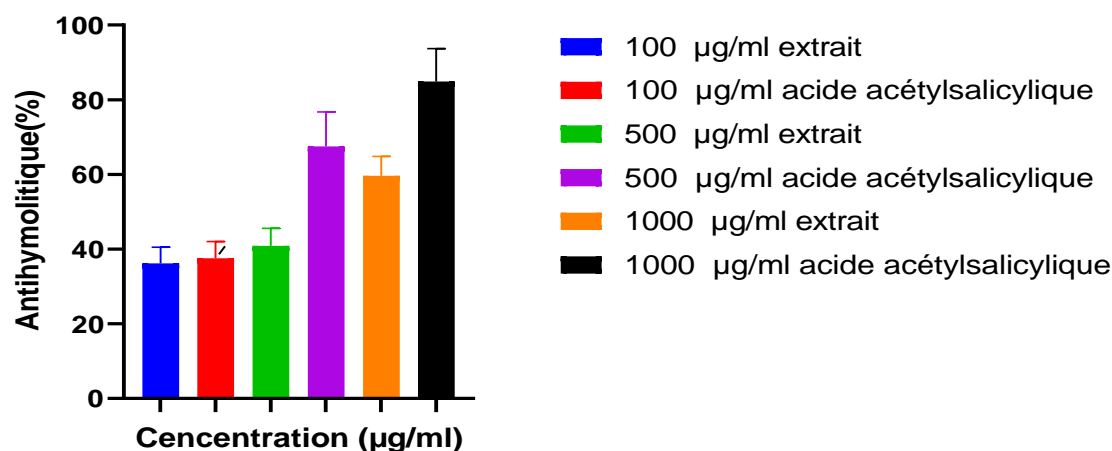 Antihymolitique(%)
100
80
60
40
20
0
Cencentration (µg/ml)
100 µg/ml extrait
100 µg/ml acide acétylsalicylique
500 µg/ml extrait
500 µg/ml acide acétylsalicylique
1000 µg/ml extrait
1000 µg/ml acide acétylsalicylique